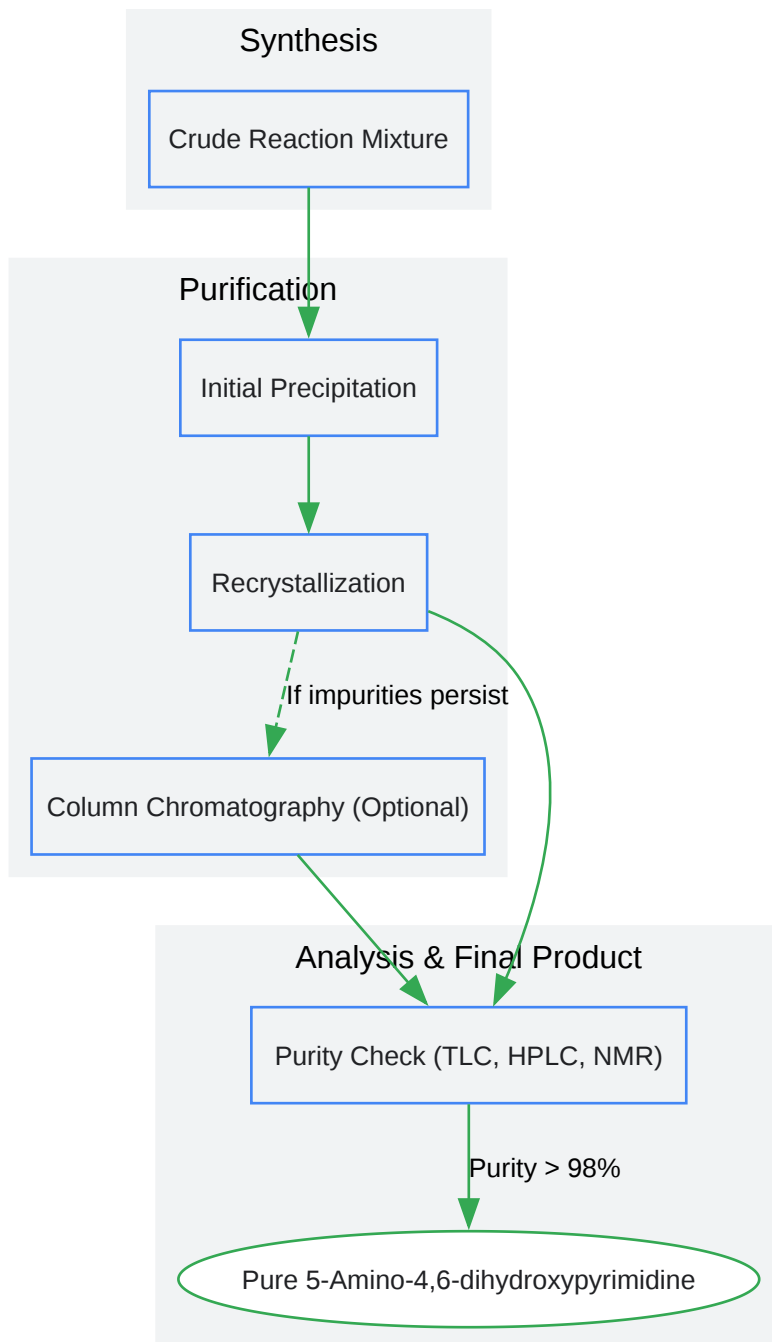 Synthesis
Crude Reaction Mixture
Purification
Initial Precipitation
Recrystallization
If impurities persist
Column Chromatography (Optional)
Analysis & Final Product
Purity Check (TLC, HPLC, NMR)
Purity > 98%
Pure 5-Amino-4,6-dihydroxypyrimidine